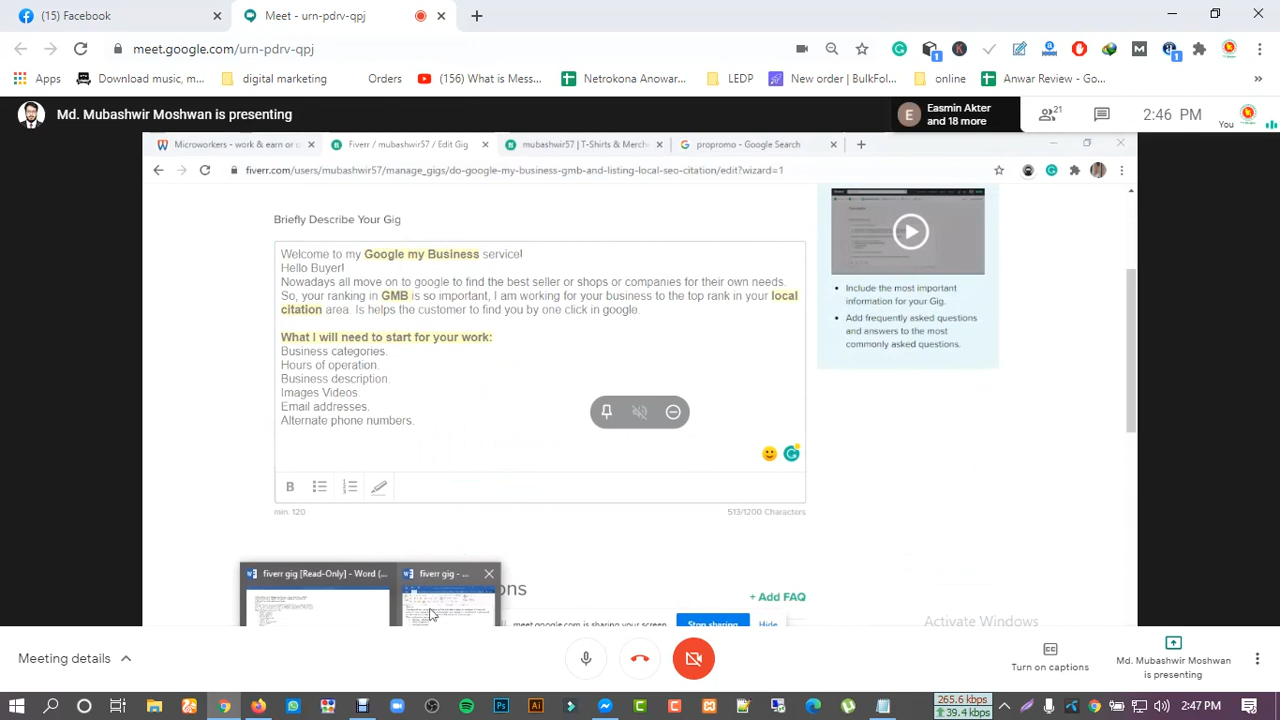 (15) Facebook
Meet - urn-pdrv-qpj
meet.google.com/urn-pdrv-qpj
Apps
Download music, m...
digital marketing
Orders
(156) What is Mess...
Netrokona Anowar...
LEDP
New order | BulkFol...
online
Anwar Review - Go...
»
Md. Mubashwir Moshwan is presenting
E
Easmin Akter
and 18 more
21
2:46 PM
You
Microworkers - work & earn or o
Fiverr / mubashwir57 / Edit Gig
mubashwir57 | T-Shirts & Merch
propromo - Google Search
fiverr.com/users/mubashwir57/manage_gigs/do-google-my-business-gmb-and-listing-local-seo-citation/edit?wizard=1
Briefly Describe Your Gig
Welcome to my Google my Business service!
Hello Buyer!
Nowadays all move on to google to find the best seller or shops or companies for their own needs.
So, your ranking in GMB is so important, I am working for your business to the top rank in your local
citation area. Is helps the customer to find you by one click in google.
What I will need to start for your work:
Business categories.
Hours of operation.
Business description.
Images Videos.
Email addresses.
Alternate phone numbers.
B
min. 120
513/1200 Characters
Include the most important
information for your Gig.
Add frequently asked questions
and answers to the most
commonly asked questions.
fiverr gig [Read-Only] - Word (...
fiverr gig - ...
ons
+ Add FAQ
meet.google.com is sharing your screen.
Stop sharing
Hide
Activate Windows
Meeting details
Turn on captions
Md. Mubashwir Moshwan
is presenting
265.6 kbps
39.4 kbps
2:47 PM